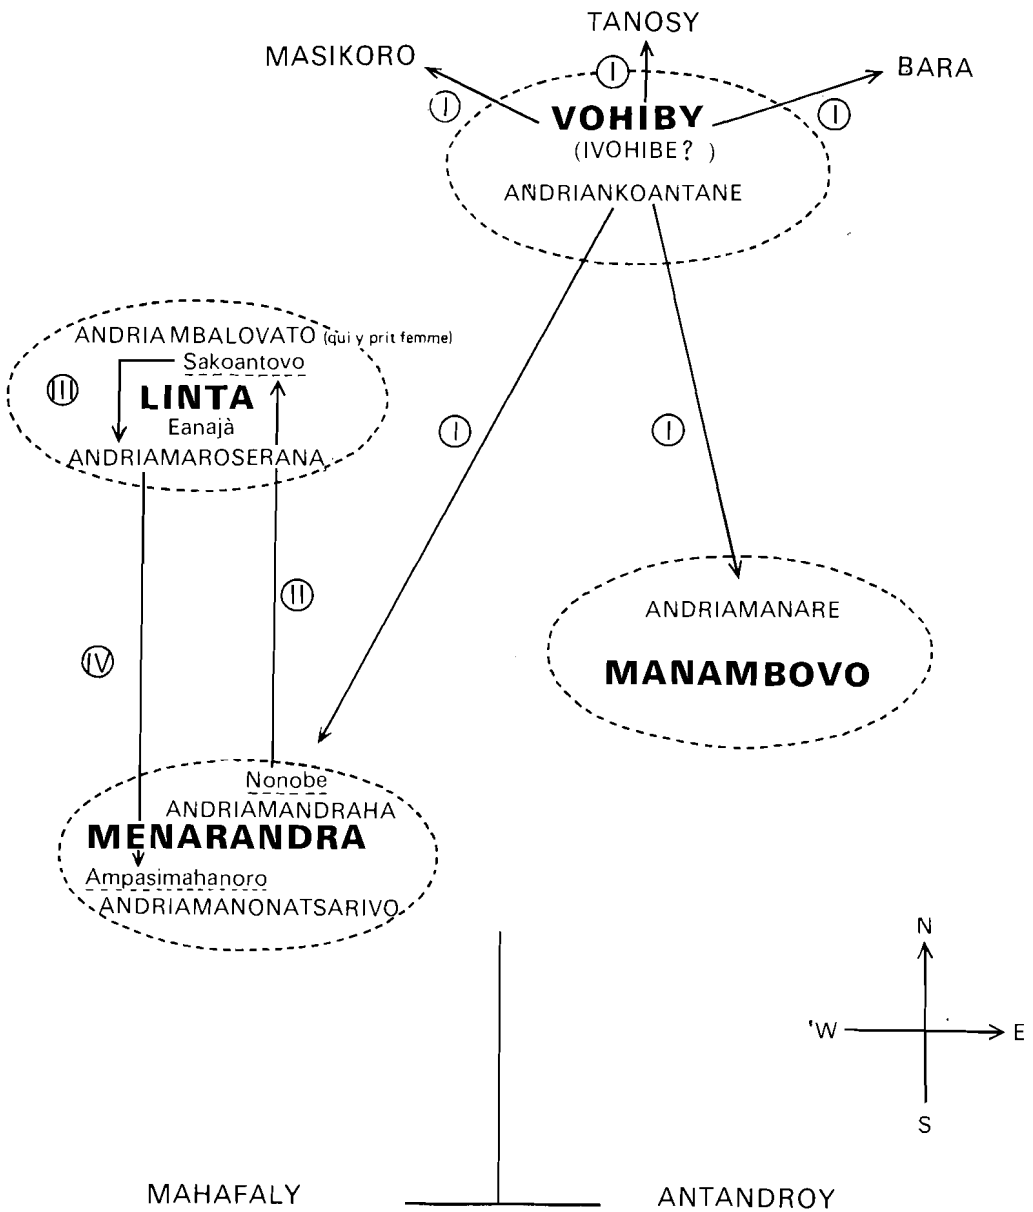 TANOSY
MASIKORO
BARA
I
I
I
VOHIBY
(IVOHIBE? )
ANDRIANKOANTANE
ANDRIAMBALOVATO (qui y prit femme)
Sakoantovo
III
LINTA
Eanajà
ANDRIAMAROSERANA
I
I
II
IV
ANDRIAMANARE
MANAMBOVO
Nonobe
ANDRIAMANDRAHA
MENARANDRA
Ampasimahanoro
ANDRIAMANONATSARIVO
N
W
E
S
MAHAFALY
ANTANDROY